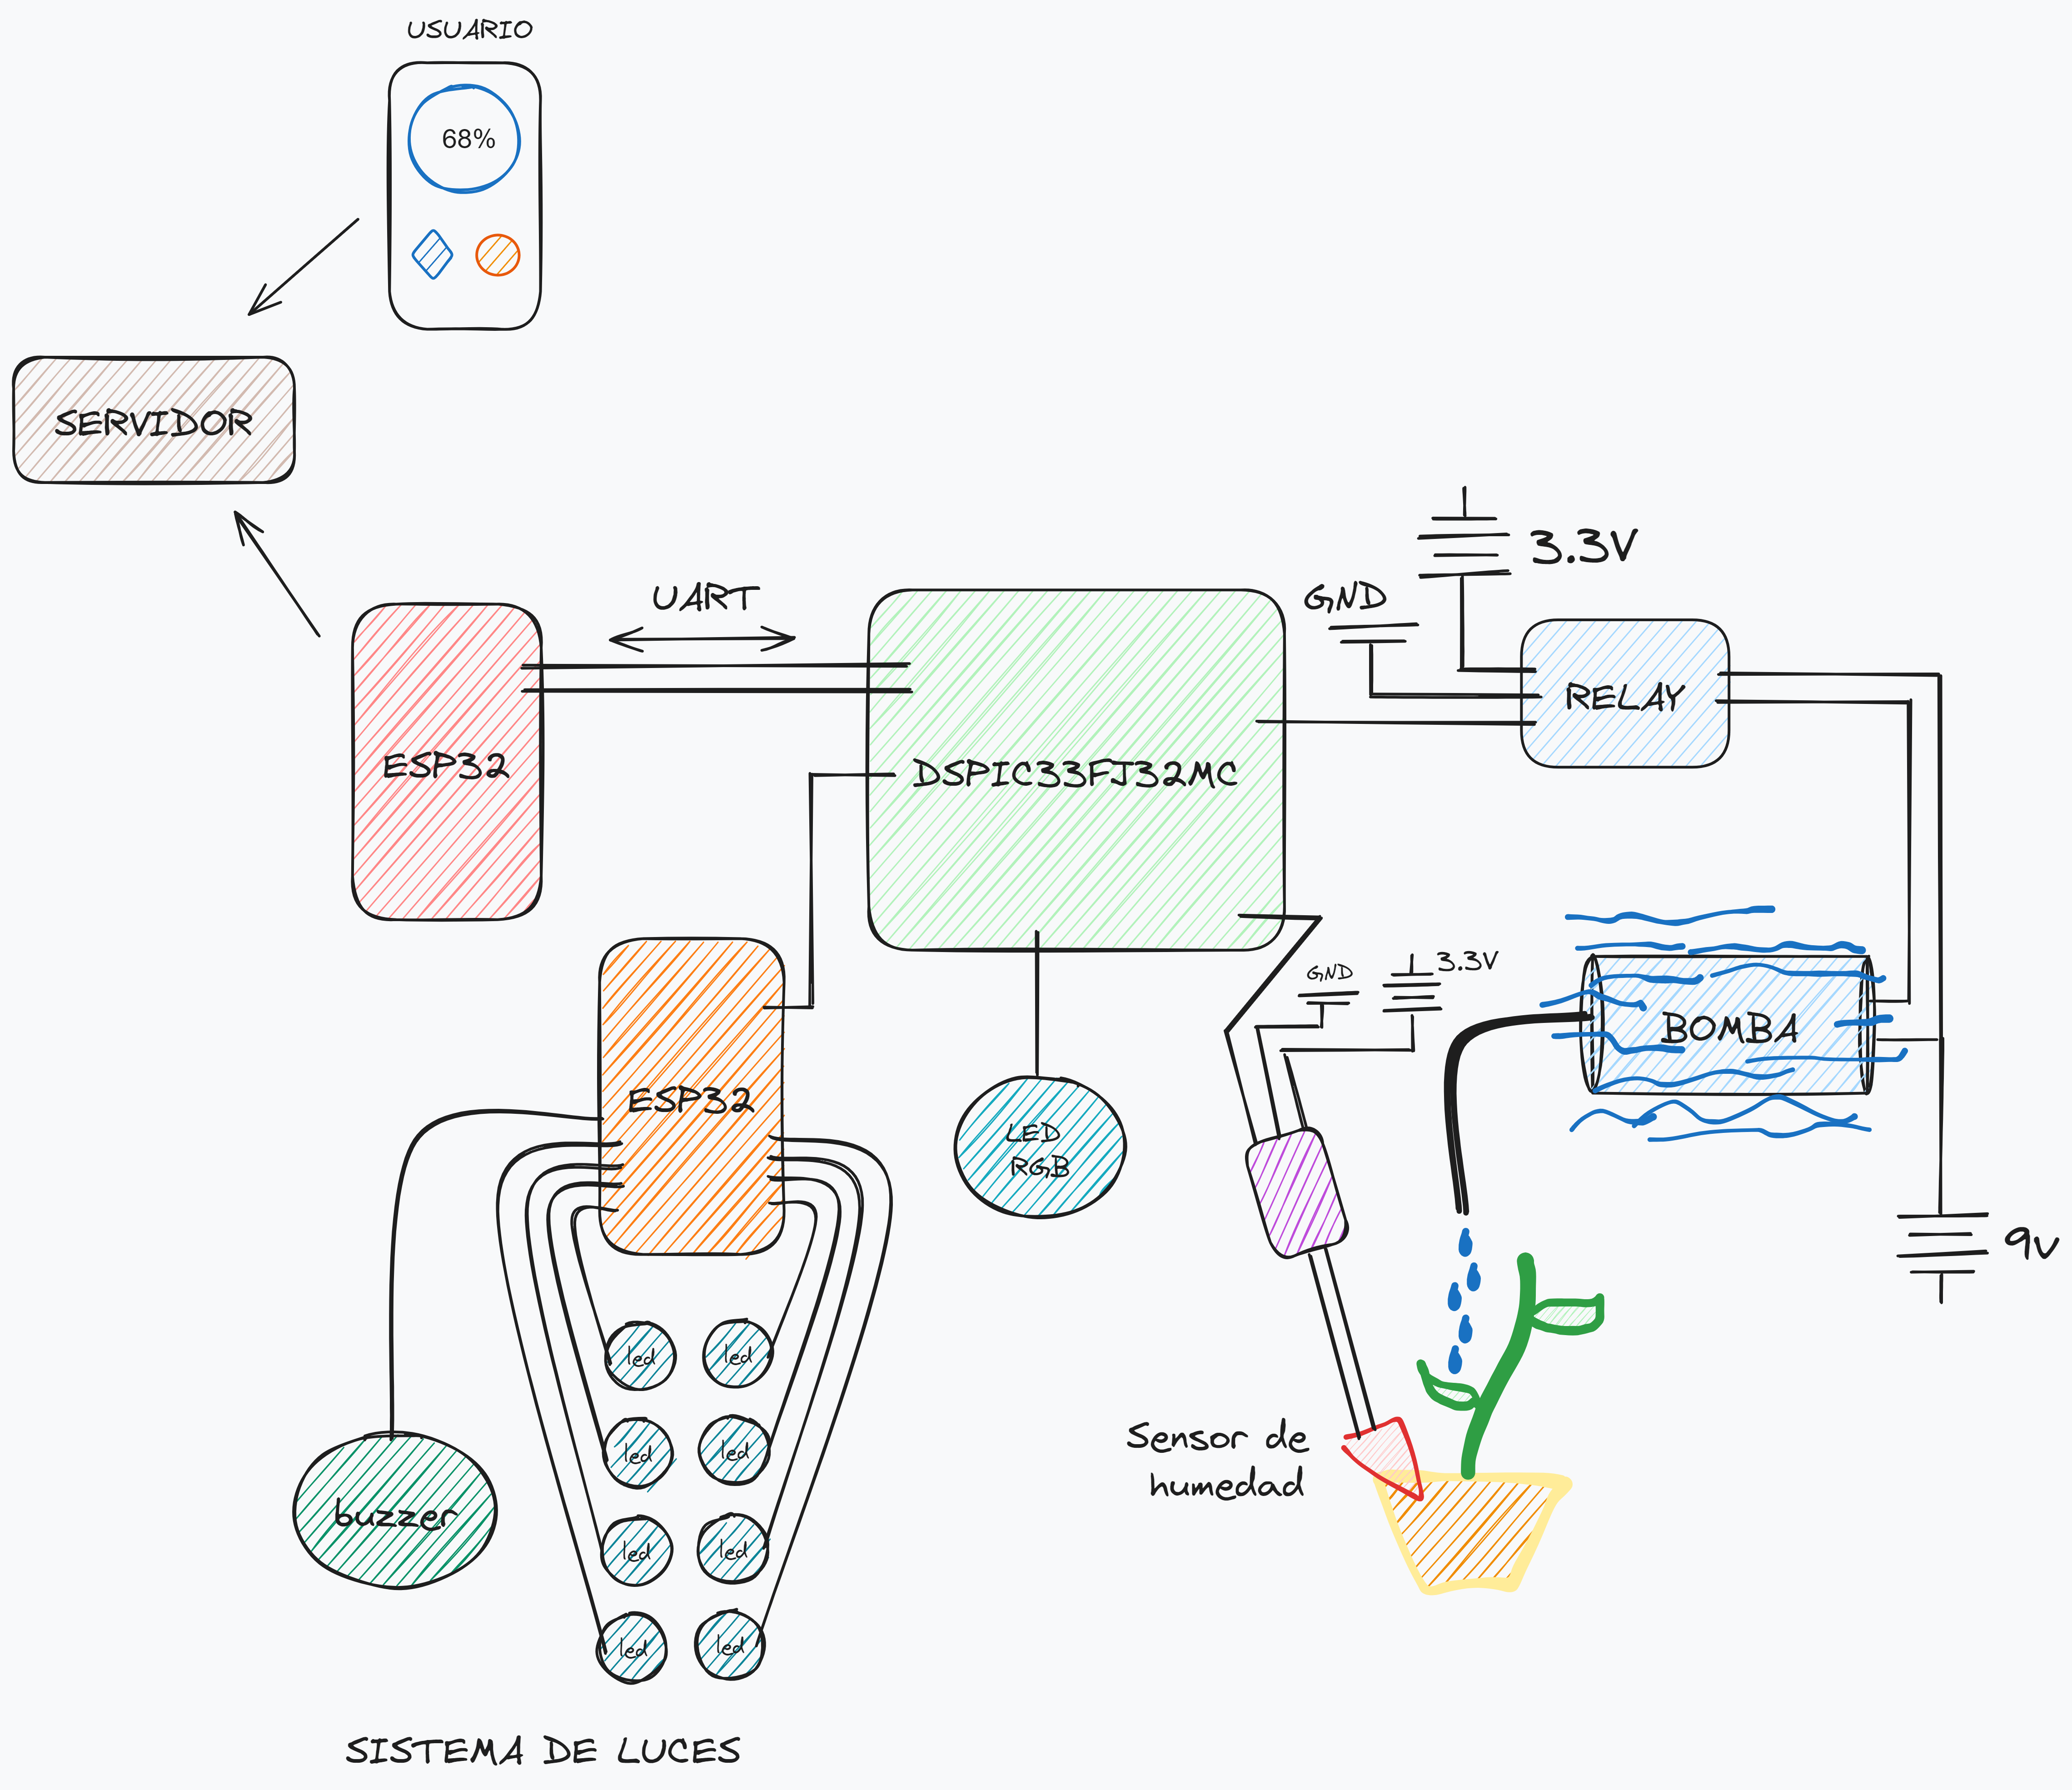 USUARIO
68%
SERVIDOR
UART
GND
3.3V
RELAY
ESP32
DSPIC33FJ32MC
GND
3.3V
BOMBA
ESP32
LED
RGB
9v
led
led
led
led
led
led
led
led
buzzer
Sensor de
humedad
SISTEMA DE LUCES